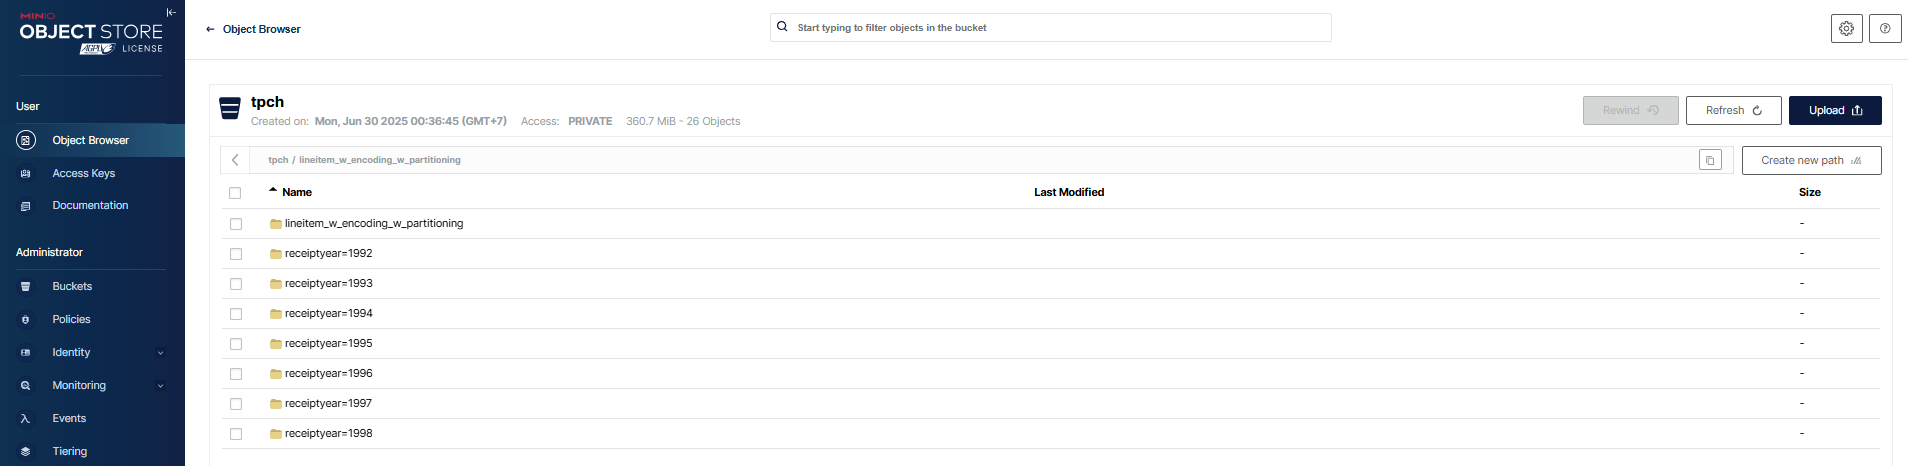 MINIO
OBJECT STORE
AGPL LICENSE
User
Object Browser
Access Keys
Documentation
Administrator
Buckets
Policies
Identity
Monitoring
Events
Tiering
Object Browser
Start typing to filter objects in the bucket
tpch
Created on: Mon, Jun 30 2025 00:36:45 (GMT+7) Access: PRIVATE 360.7 MiB - 26 Objects
Rewind
Refresh
Upload
tpch / lineitem_w_encoding_w_partitioning
Create new path
Name Last Modified Size
lineitem_w_encoding_w_partitioning -
receiptyear=1992 -
receiptyear=1993 -
receiptyear=1994 -
receiptyear=1995 -
receiptyear=1996 -
receiptyear=1997 -
receiptyear=1998 -